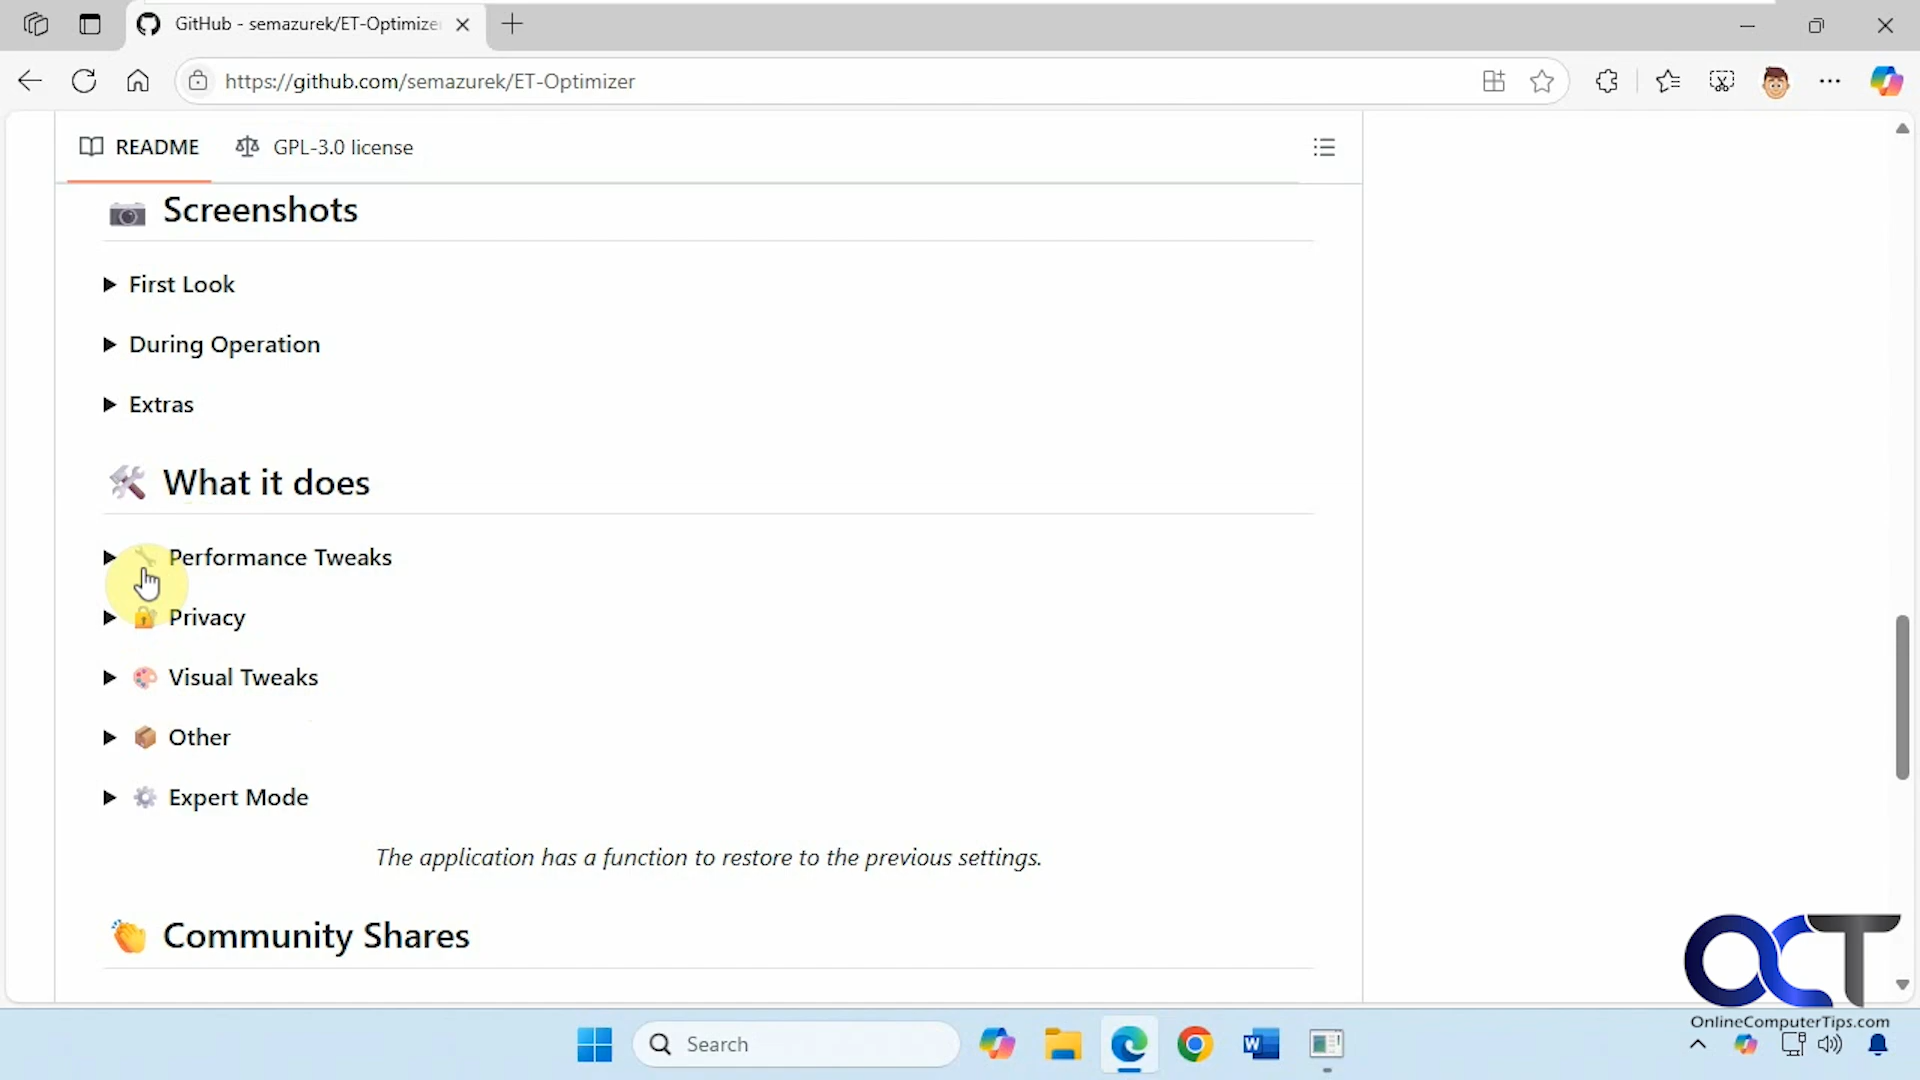 GitHub - semazurek/ET-Optimize
https://github.com/semazurek/ET-Optimizer
README
GPL-3.0 license
Screenshots
First Look
During Operation
Extras
What it does
Performance Tweaks
Privacy
Visual Tweaks
Other
Expert Mode
The application has a function to restore to the previous settings.
Community Shares
OCT
OnlineComputerTips.com
Search